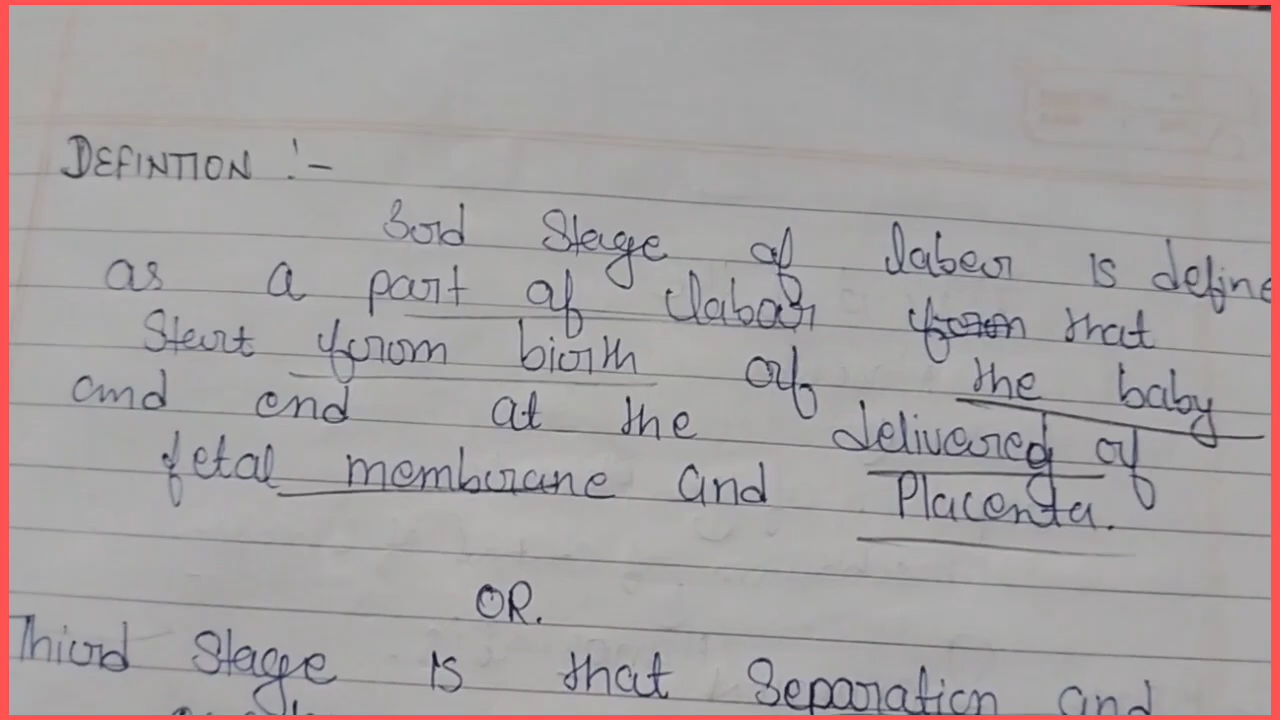 DEFINTION :-
3rd Stage of labor is define
as a part of labor from that
Start from birth of the baby
and end at the delivered of
fetal membrane and Placenta.
OR.
Third Stage is that Separation and